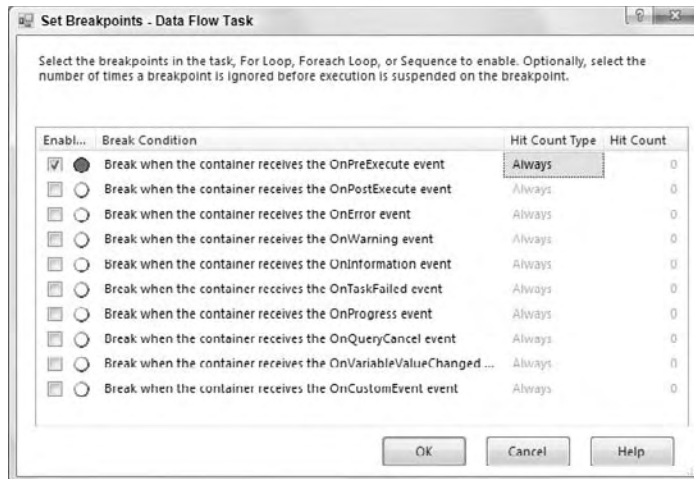 Set Breakpoints - Data Flow Task
Select the breakpoints in the task, For Loop, Foreach Loop, or Sequence to enable. Optionally, select the
number of times a breakpoint is ignored before execution is suspended on the breakpoint.
Enabl... Break Condition Hit Count Type Hit Count
Break when the container receives the OnPreExecute event Always 0
Break when the container receives the OnPostExecute event Always 0
Break when the container receives the OnError event Always 0
Break when the container receives the OnWarning event Always 0
Break when the container receives the OnInformation event Always 0
Break when the container receives the OnTaskFailed event Always 0
Break when the container receives the OnProgress event Always 0
Break when the container receives the OnQueryCancel event Always 0
Break when the container receives the OnVariableValueChanged ... Always 0
Break when the container receives the OnCustomEvent event Always 0
OK Cancel Help